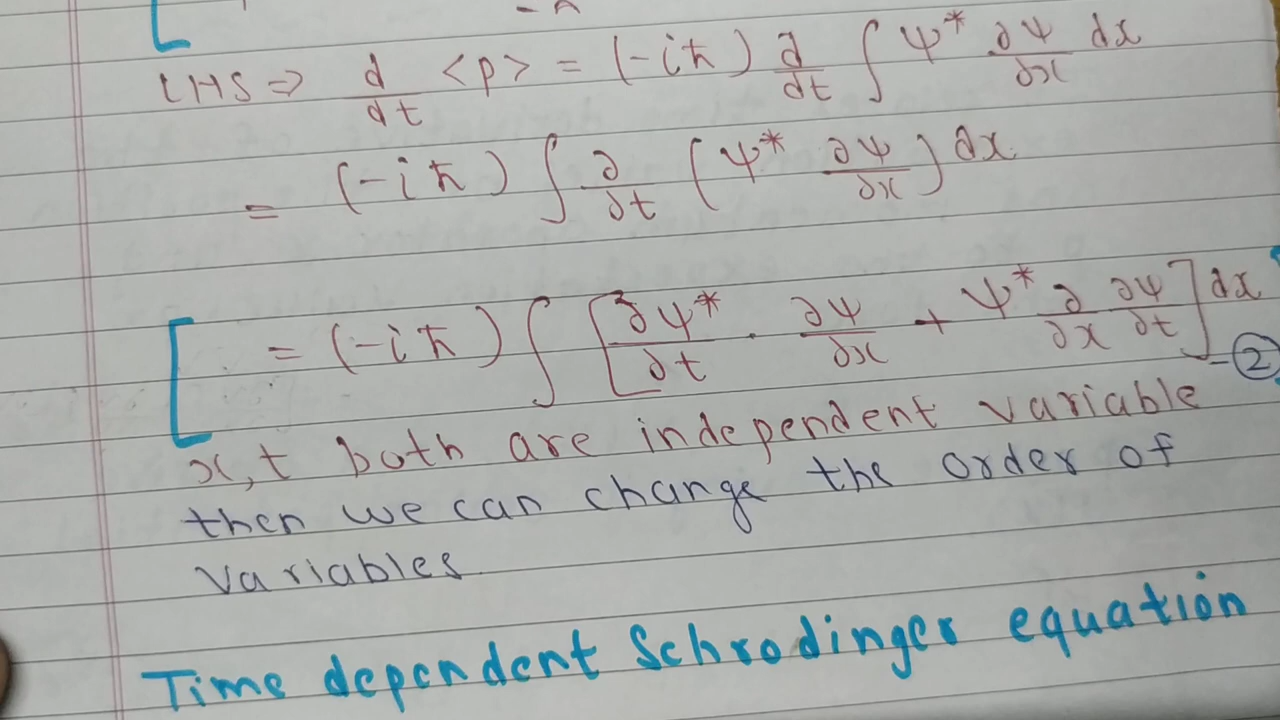 LHS ⇒ d/dt <p> = (-iħ) ∂/∂t ∫ ψ* ∂ψ/∂x dx
= (-iħ) ∫ ∂/∂t (ψ* ∂ψ/∂x) dx
= (-iħ) ∫ [∂ψ*/∂t · ∂ψ/∂x + ψ* ∂/∂x ∂ψ/∂t] dx -②
x,t both are independent variable
then we can change the order of
variables
Time dependent Schrodinger equation